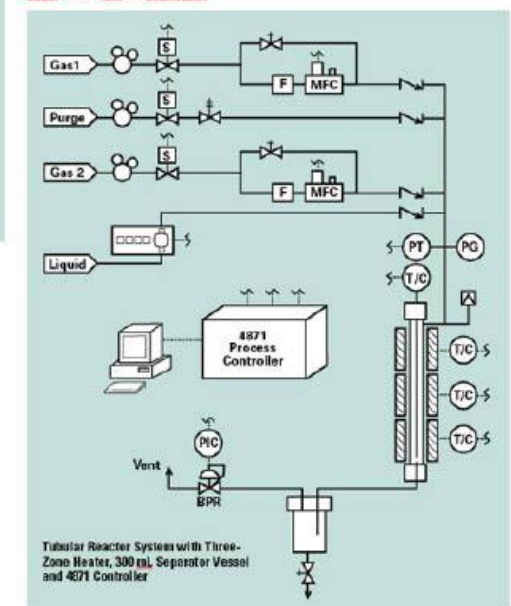 S
Gas1
F MFC
S
Purge
S
Gas 2
F MFC
Liquid
PT PG
T/C
4871
Process
Controller
T/C
T/C
T/C
PIC
Vent
BPR
Tubular Reactor System with Three-
Zone Heater, 300 mL Separator Vessel
and 4871 Controller